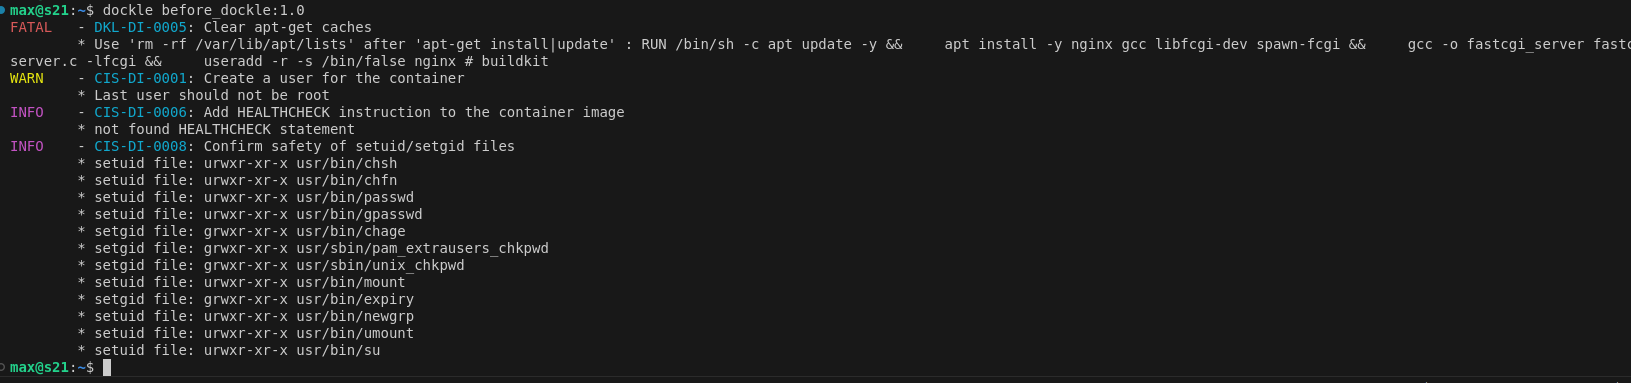 max@s21:~$ dockle before_dockle:1.0
FATAL   - DKL-DI-0005: Clear apt-get caches
        * Use 'rm -rf /var/lib/apt/lists' after 'apt-get install|update' : RUN /bin/sh -c apt update -y &&     apt install -y nginx gcc libfcgi-dev spawn-fcgi &&     gcc -o fastcgi_server fastc
server.c -lfcgi &&     useradd -r -s /bin/false nginx # buildkit
WARN    - CIS-DI-0001: Create a user for the container
        * Last user should not be root
INFO    - CIS-DI-0006: Add HEALTHCHECK instruction to the container image
        * not found HEALTHCHECK statement
INFO    - CIS-DI-0008: Confirm safety of setuid/setgid files
        * setuid file: urwxr-xr-x usr/bin/chsh
        * setuid file: urwxr-xr-x usr/bin/chfn
        * setuid file: urwxr-xr-x usr/bin/passwd
        * setuid file: urwxr-xr-x usr/bin/gpasswd
        * setgid file: grwxr-xr-x usr/bin/chage
        * setgid file: grwxr-xr-x usr/sbin/pam_extrausers_chkpwd
        * setgid file: grwxr-xr-x usr/sbin/unix_chkpwd
        * setuid file: urwxr-xr-x usr/bin/mount
        * setgid file: grwxr-xr-x usr/bin/expiry
        * setuid file: urwxr-xr-x usr/bin/newgrp
        * setuid file: urwxr-xr-x usr/bin/umount
        * setuid file: urwxr-xr-x usr/bin/su
max@s21:~$